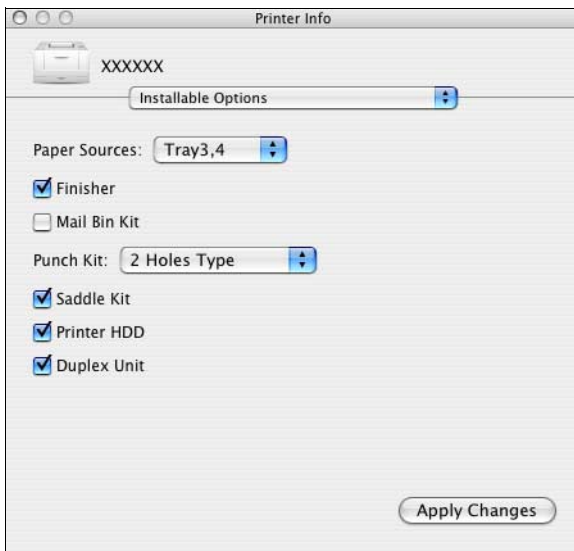 Printer Info
XXXXXX
Installable Options
Paper Sources: Tray3,4
Finisher
Mail Bin Kit
Punch Kit: 2 Holes Type
Saddle Kit
Printer HDD
Duplex Unit
Apply Changes